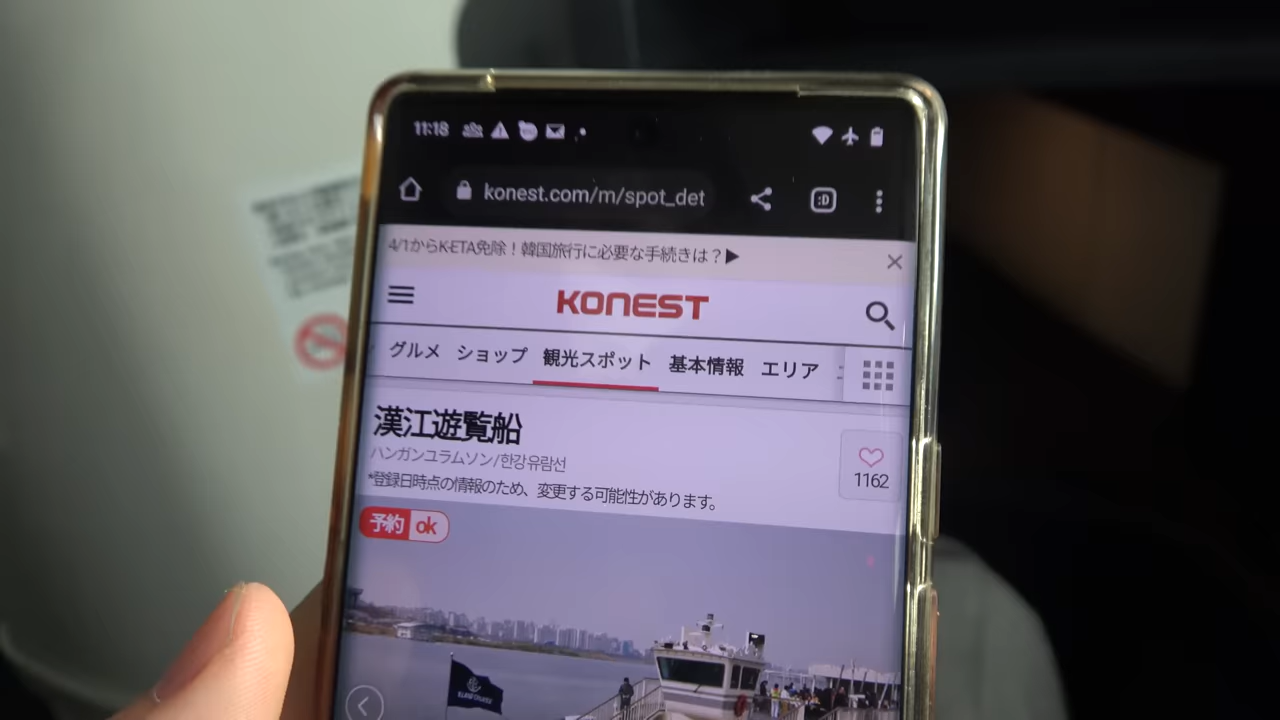 11:18
konest.com/m/spot_det
:D
4/1からK-ETA免除！韓国旅行に必要な手続きは？▶
KONEST
グルメ ショップ 観光スポット 基本情報 エリア
漢江遊覧船
ハンガンユラムソン/한강유람선
*登録日時点の情報のため、変更する可能性があります。
1162
予約 ok